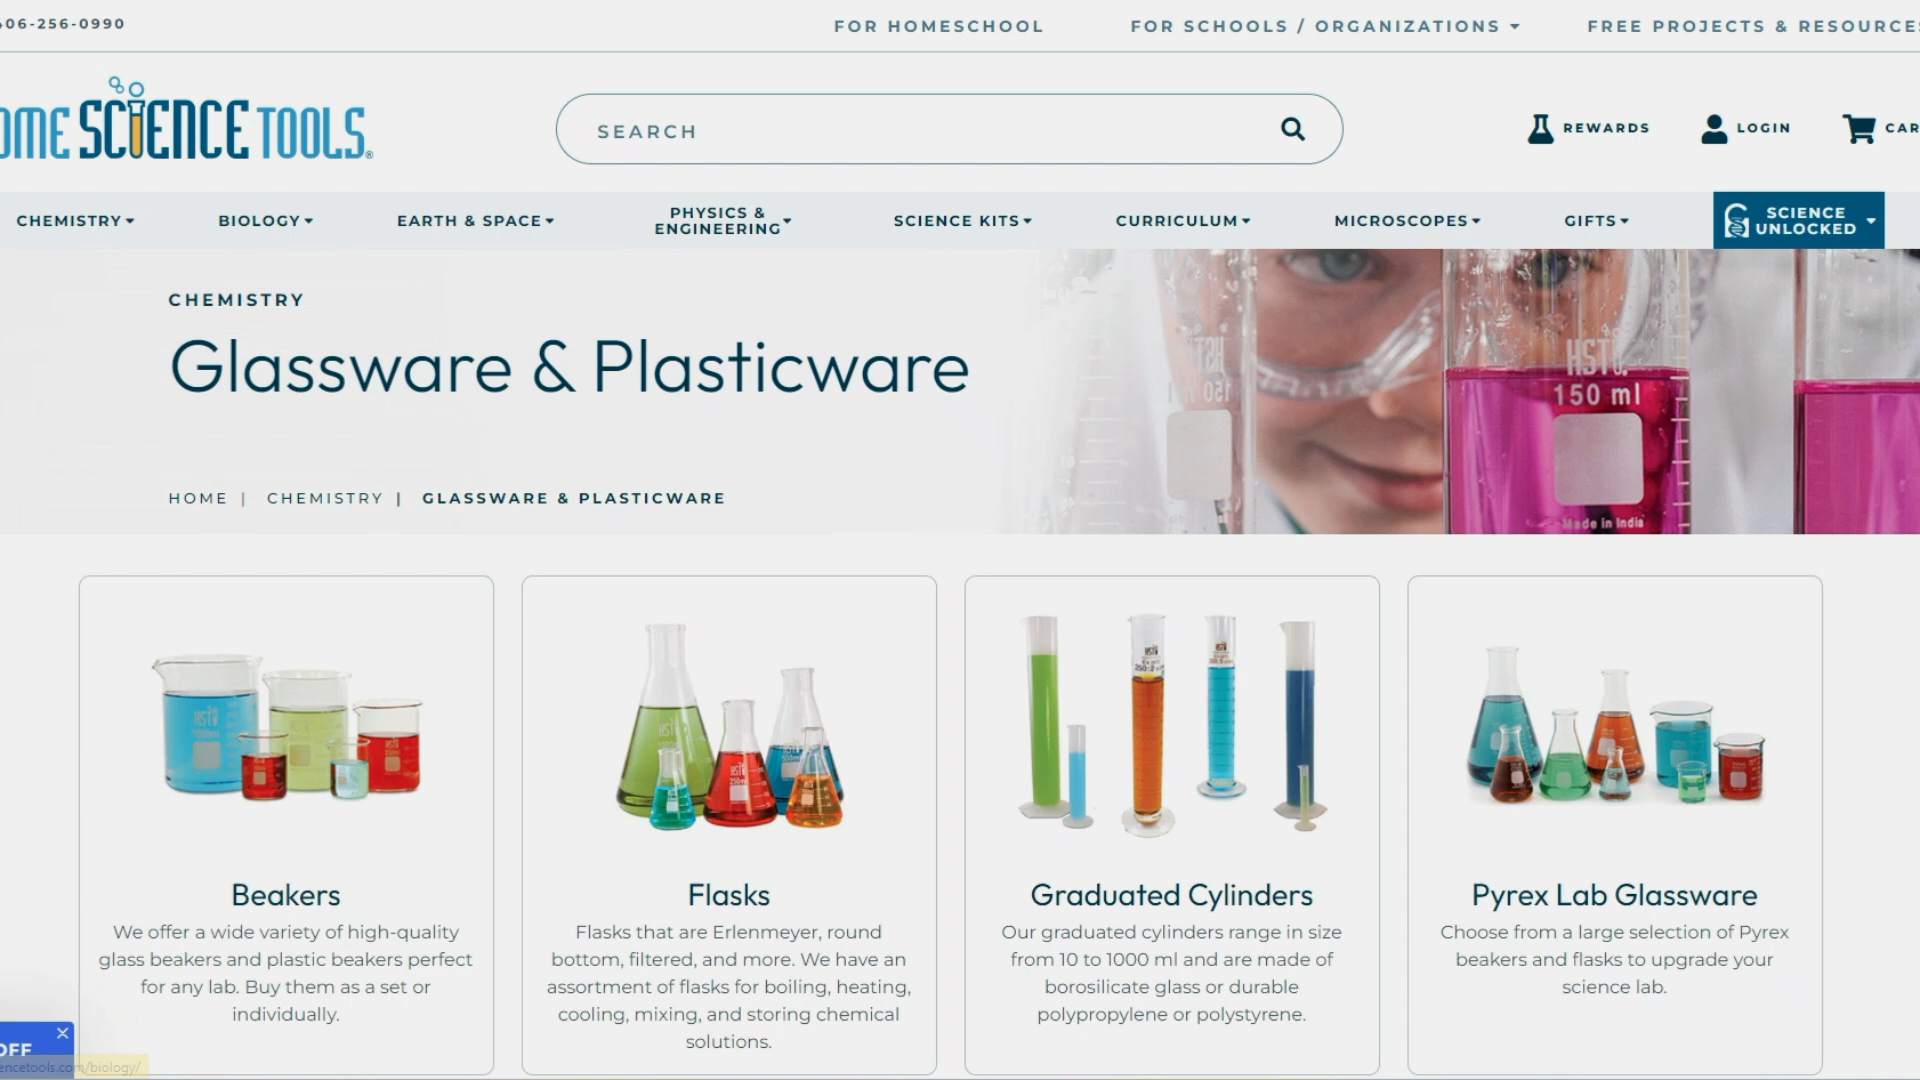 406-256-0990
FOR HOMESCHOOL
FOR SCHOOLS / ORGANIZATIONS
FREE PROJECTS & RESOURCES
OME SCIENCE TOOLS®
SEARCH
REWARDS
LOGIN
CAR
CHEMISTRY
BIOLOGY
EARTH & SPACE
PHYSICS &
ENGINEERING
SCIENCE KITS
CURRICULUM
MICROSCOPES
GIFTS
SCIENCE
UNLOCKED
CHEMISTRY
Glassware & Plasticware
HST
150 ml
Made in India
HOME | CHEMISTRY | GLASSWARE & PLASTICWARE
Beakers
We offer a wide variety of high-quality
glass beakers and plastic beakers perfect
for any lab. Buy them as a set or
individually.
Flasks
Flasks that are Erlenmeyer, round
bottom, filtered, and more. We have an
assortment of flasks for boiling, heating,
cooling, mixing, and storing chemical
solutions.
Graduated Cylinders
Our graduated cylinders range in size
from 10 to 1000 ml and are made of
borosilicate glass or durable
polypropylene or polystyrene.
Pyrex Lab Glassware
Choose from a large selection of Pyrex
beakers and flasks to upgrade your
science lab.
OFF
encetools.com/biology/